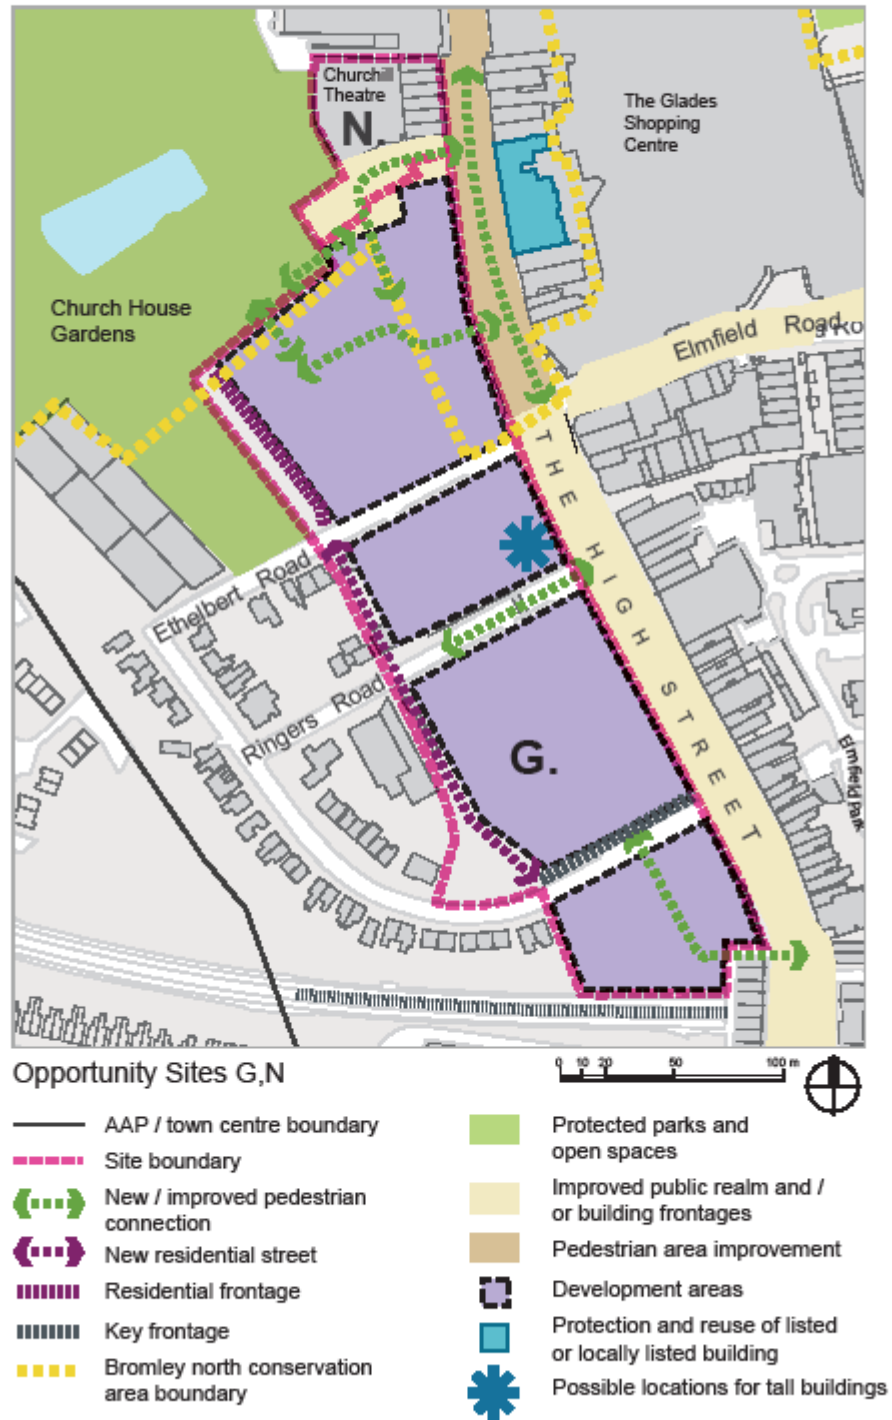 Churchill
Theatre
N.
The Glades
Shopping
Centre
Church House
Gardens
Elmfield Road
THE HIGH STREET
Ethelbert Road
Ringers Road
G.
Elmfield Park
Opportunity Sites G,N
0 10 20 50 100 m
AAP / town centre boundary
Site boundary
New / improved pedestrian
connection
New residential street
Residential frontage
Key frontage
Bromley north conservation
area boundary
Protected parks and
open spaces
Improved public realm and /
or building frontages
Pedestrian area improvement
Development areas
Protection and reuse of listed
or locally listed building
Possible locations for tall buildings